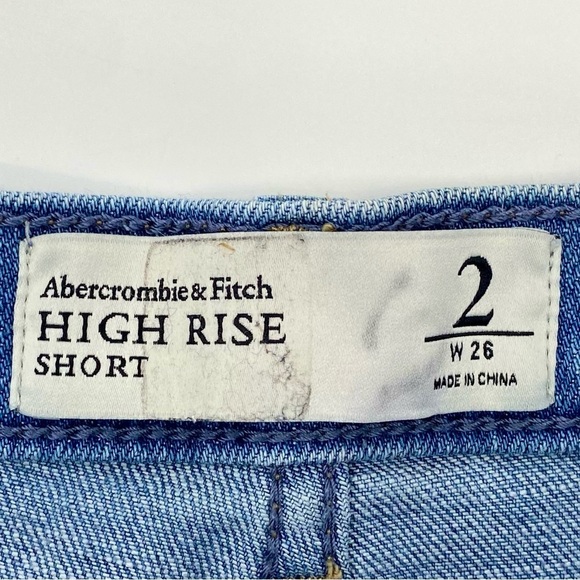 Abercrombie & Fitch
HIGH RISE
SHORT
2
W 26
MADE IN CHINA